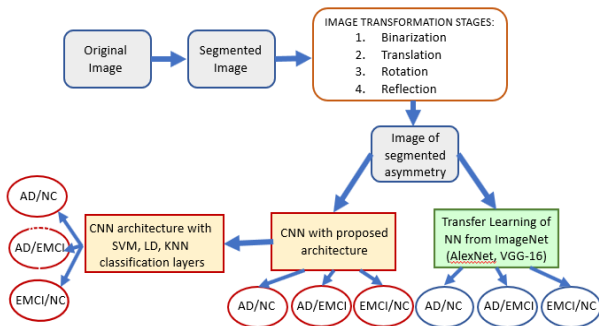 Original
Image
Segmented
Image
IMAGE TRANSFORMATION STAGES:
1. Binarization
2. Translation
3. Rotation
4. Reflection
Image of
segmented
asymmetry
CNN architecture with
SVM, LD, KNN
classification layers
CNN with proposed
architecture
Transfer Learning of
NN from ImageNet
(AlexNet, VGG-16)
AD/NC
AD/EMCI
EMCI/NC
AD/NC
AD/EMCI
EMCI/NC
AD/NC
AD/EMCI
EMCI/NC